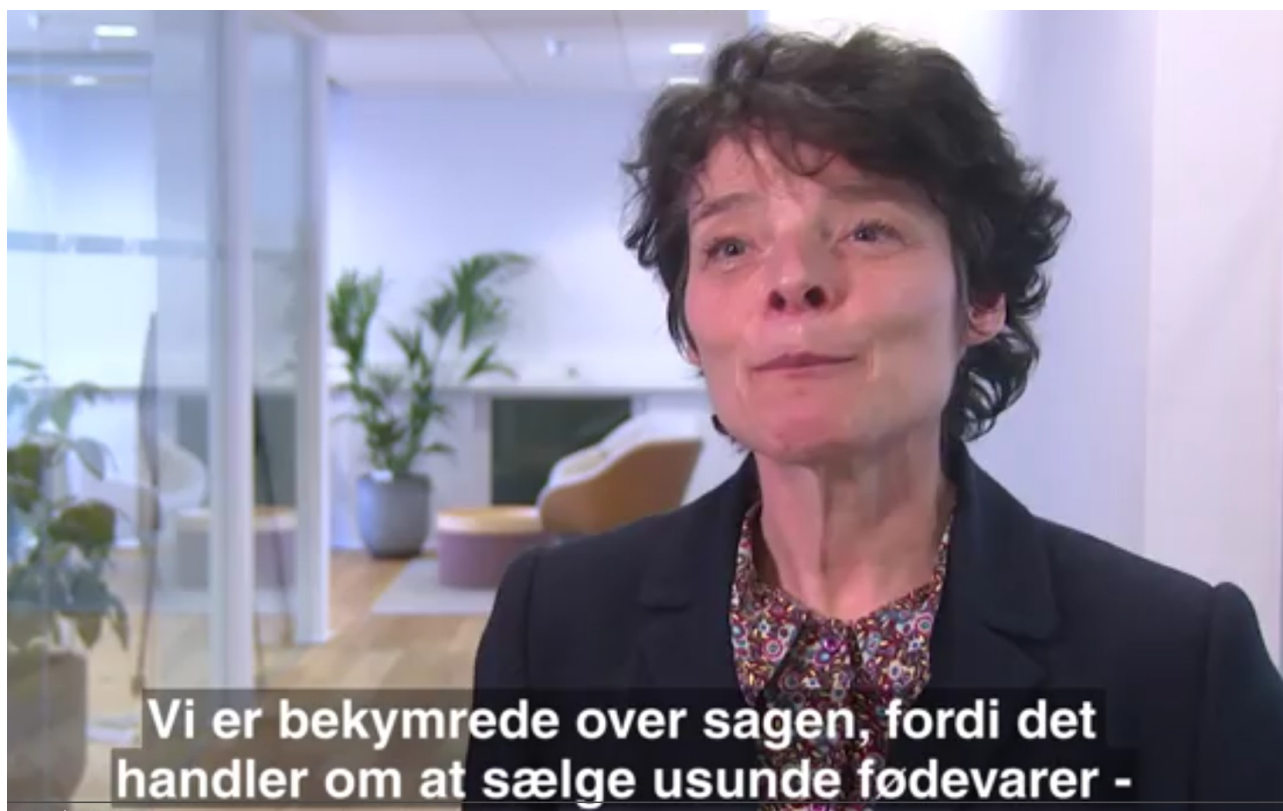 Vi er bekymrede over sagen, fordi det
handler om at sælge usunde fødevarer -